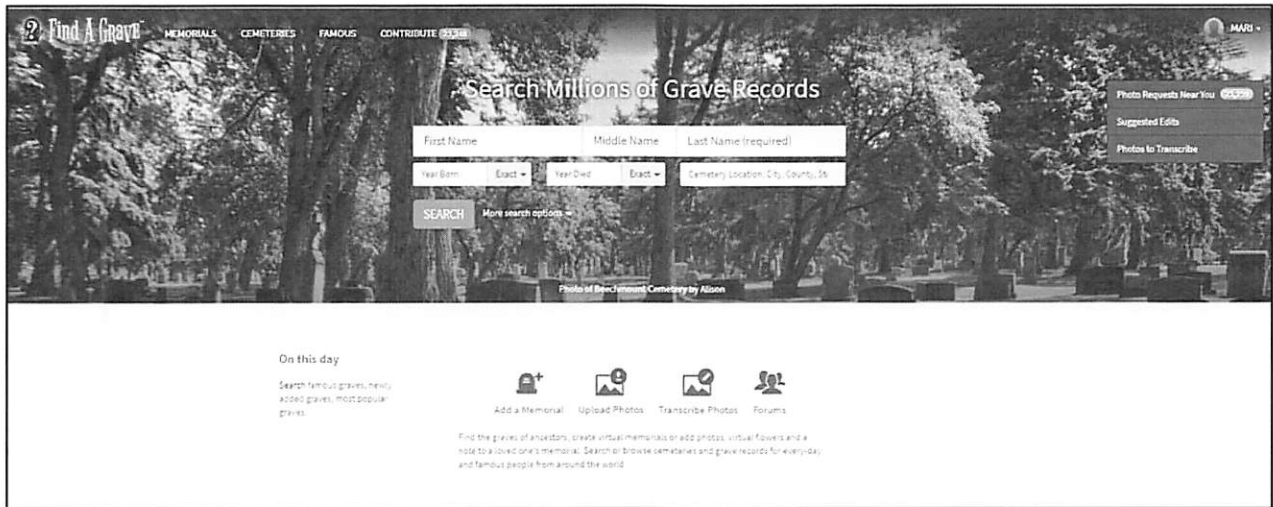 Find A Grave™ MEMORIALS CEMETERIES FAMOUS CONTRIBUTE MARI
Search Millions of Grave Records
Photo Requests Near You
Suggested Edits
Photos to Transcribe
First Name Middle Name Last Name (required)
Year Born Exact Year Died Exact Cemetery Location, City, County, St
SEARCH More search options
Photo of Beechmount Cemetery by Alison
On this day
Search famous graves, newly
added graves, most popular
graves.
Add a Memorial Upload Photos Transcribe Photos Forums
Find the graves of ancestors, create virtual memorials or add photos, virtual flowers and a
note to a loved one's memorial. Search or browse cemeteries and grave records for every-day
and famous people from around the world